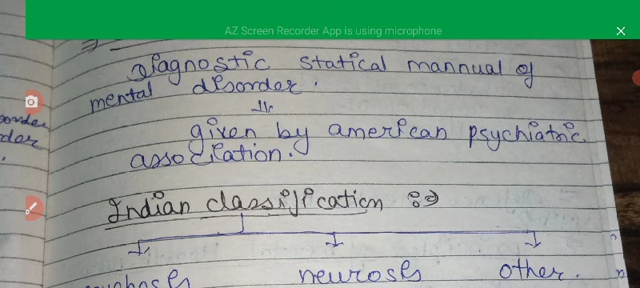 AZ Screen Recorder App is using microphone
Diagnostic statical mannual of
mental disorder.
given by american psychiatric
association.
Indian classification :⇒
neuroses other.